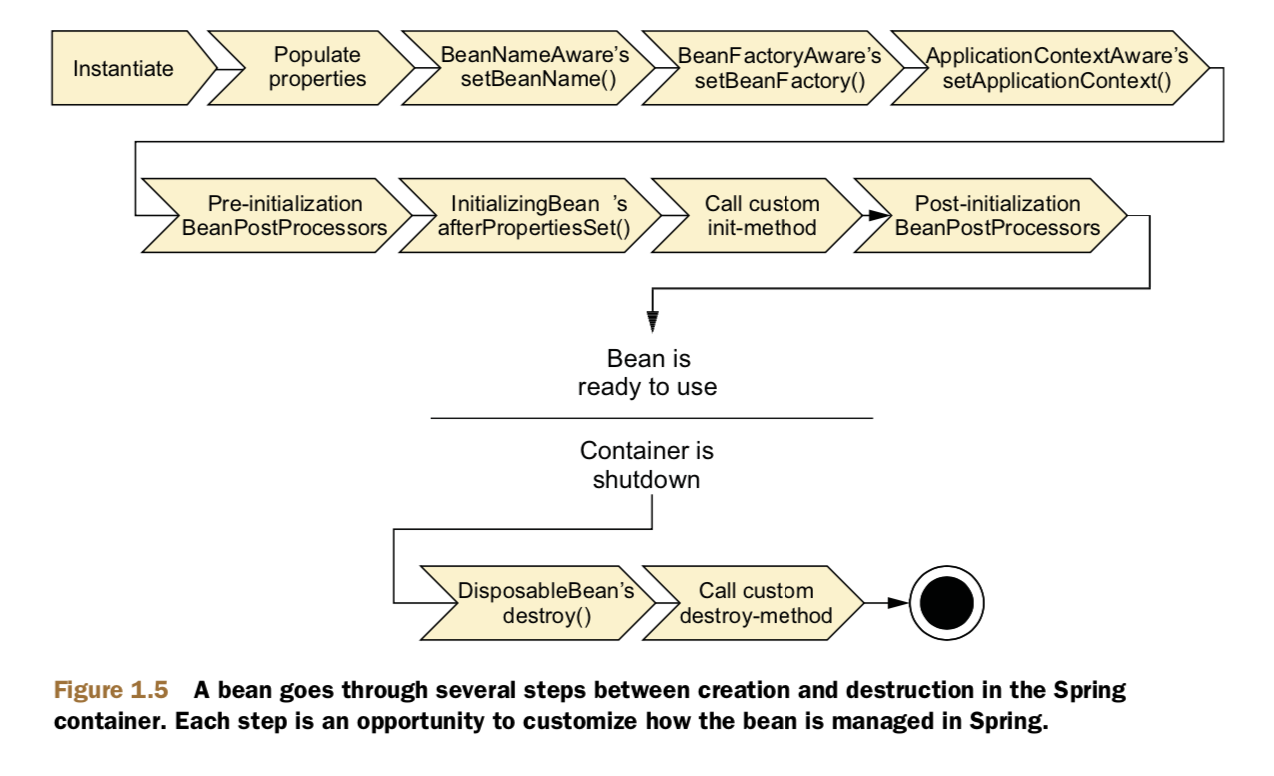 Instantiate
Populate
properties
BeanNameAware's
setBeanName()
BeanFactoryAware's
setBeanFactory()
ApplicationContextAware's
setApplicationContext()
Pre-initialization
BeanPostProcessors
InitializingBean 's
afterPropertiesSet()
Call custom
init-method
Post-initialization
BeanPostProcessors
Bean is
ready to use
Container is
shutdown
DisposableBean's
destroy()
Call custom
destroy-method
Figure 1.5 A bean goes through several steps between creation and destruction in the Spring
container. Each step is an opportunity to customize how the bean is managed in Spring.